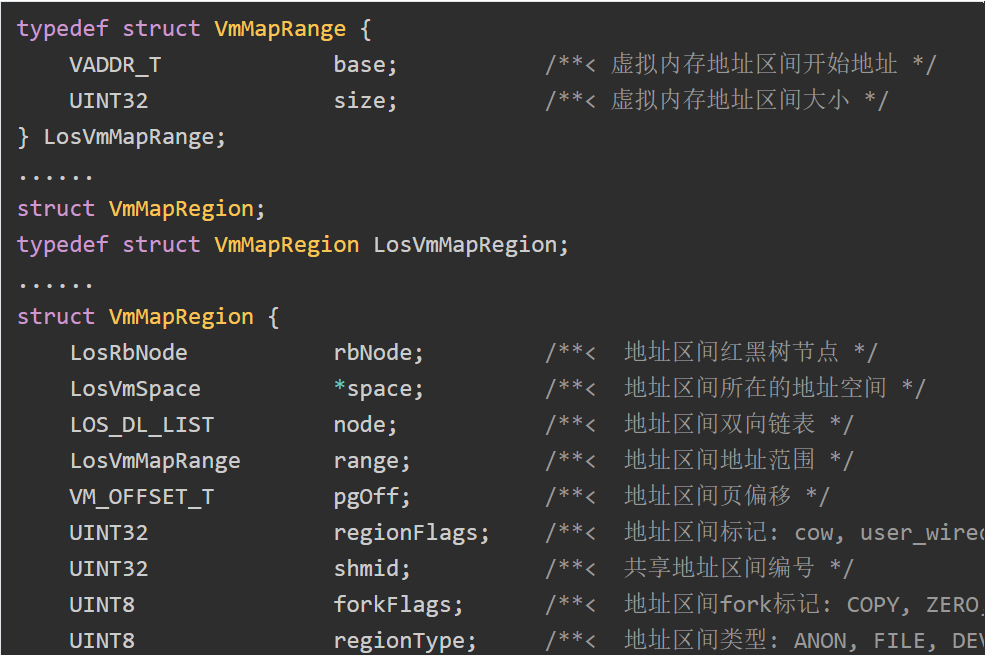 typedef struct VmMapRange {
    VADDR_T             base;           /**< 虚拟内存地址区间开始地址 */
    UINT32              size;           /**< 虚拟内存地址区间大小 */
} LosVmMapRange;
......
struct VmMapRegion;
typedef struct VmMapRegion LosVmMapRegion;
......
struct VmMapRegion {
    LosRbNode           rbNode;         /**<  地址区间红黑树节点 */
    LosVmSpace          *space;         /**<  地址区间所在的地址空间 */
    LOS_DL_LIST         node;           /**<  地址区间双向链表 */
    LosVmMapRange       range;          /**<  地址区间地址范围 */
    VM_OFFSET_T         pgOff;          /**<  地址区间页偏移 */
    UINT32              regionFlags;    /**<  地址区间标记: cow, user_wired
    UINT32              shmid;          /**<  共享地址区间编号 */
    UINT8               forkFlags;      /**<  地址区间fork标记: COPY, ZERO_
    UINT8               regionType;     /**<  地址区间类型: ANON, FILE, DEV